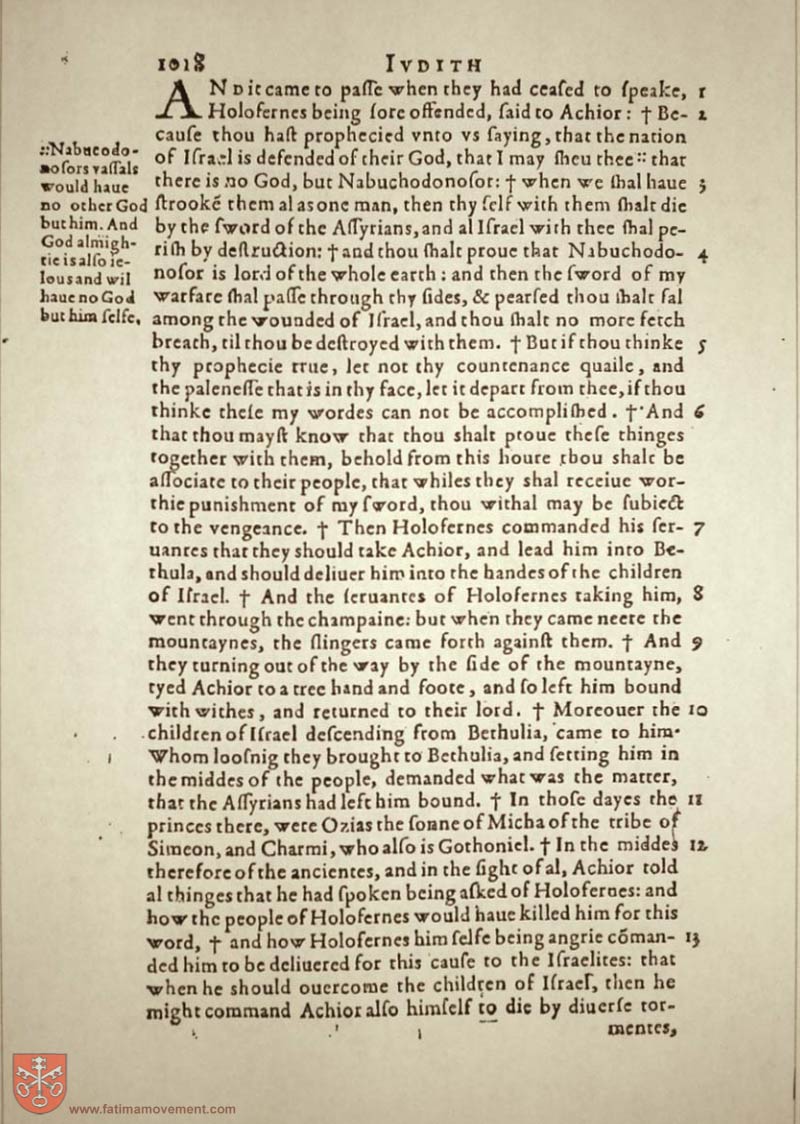 1018
IVDITH
AND it came to paſſe when they had ceaſed to ſpeake, 1
Holofernes being ſore offended, ſaid to Achior: † Be- 2
cauſe thou haſt prophecied vnto vs ſaying, that the nation
of Iſrael is defended of their God, that I may ſheu thee :: that
there is no God, but Nabuchodonoſor: † when we ſhal haue 3
ſtrooke̅ them al as one man, then thy ſelf with them ſhalt die
by the ſword of the Aſſyrians, and al Iſrael with thee ſhal pe-
riſh by deſtruction: † and thou ſhalt proue that Nabuchodo- 4
noſor is lord of the whole earth: and then the ſword of my
warfare ſhal paſſe through thy ſides, & pearſed thou ſhalt fal
among the wounded of Iſrael, and thou ſhalt no more fetch
breath, til thou be deſtroyed with them. † But if thou thinke 5
thy prophecie true, let not thy countenance quaile, and
the paleneſſe that is in thy face, let it depart from thee, if thou
thinke theſe my wordes can not be accompliſhed. † And 6
that thou mayſt know that thou shalt proue theſe thinges
together with them, behold from this houre thou shalt be
aſſociate to their people, that whiles they shal receiue wor-
thie punishment of my ſword, thou withal may be ſubiect
to the vengeance. † Then Holofernes commanded his ſer- 7
uantes that they should take Achior, and lead him into Be-
thula, and should deliuer him into the handes of the children
of Iſrael. † And the ſeruantes of Holofernes taking him, 8
went through the champaine: but when they came neere the
mountaynes, the ſlingers came forth againſt them. † And 9
they turning out of the way by the ſide of the mountayne,
tyed Achior to a tree hand and foote, and ſo left him bound
with withes, and returned to their lord. † Moreouer the 10
children of Iſrael deſcending from Bethulia, came to him.
Whom looſnig they brought to Bethulia, and ſetting him in
the middes of the people, demanded what was the matter,
that the Aſſyrians had left him bound. † In thoſe dayes the 11
princes there, were Ozias the ſonne of Micha of the tribe of
Simeon, and Charmi, who alſo is Gothoniel. † In the middes 12
therefore of the ancientes, and in the ſight of al, Achior told
al thinges that he had ſpoken being aſked of Holofernes: and
how the people of Holofernes would haue killed him for this
word, † and how Holofernes him ſelfe being angrie cōman- 13
ded him to be deliuered for this cauſe to the Iſraelites: that
when he should ouercome the children of Iſrael, then he
might command Achior alſo himſelf to die by diuerſe tor-
mentes,
::Nabucodo-
noſors vaſſals
would haue
no other God
but him. And
God almigh-
tie is alſo ie-
lous and wil
haue no God
but him ſelfe,
www.fatimamovement.com